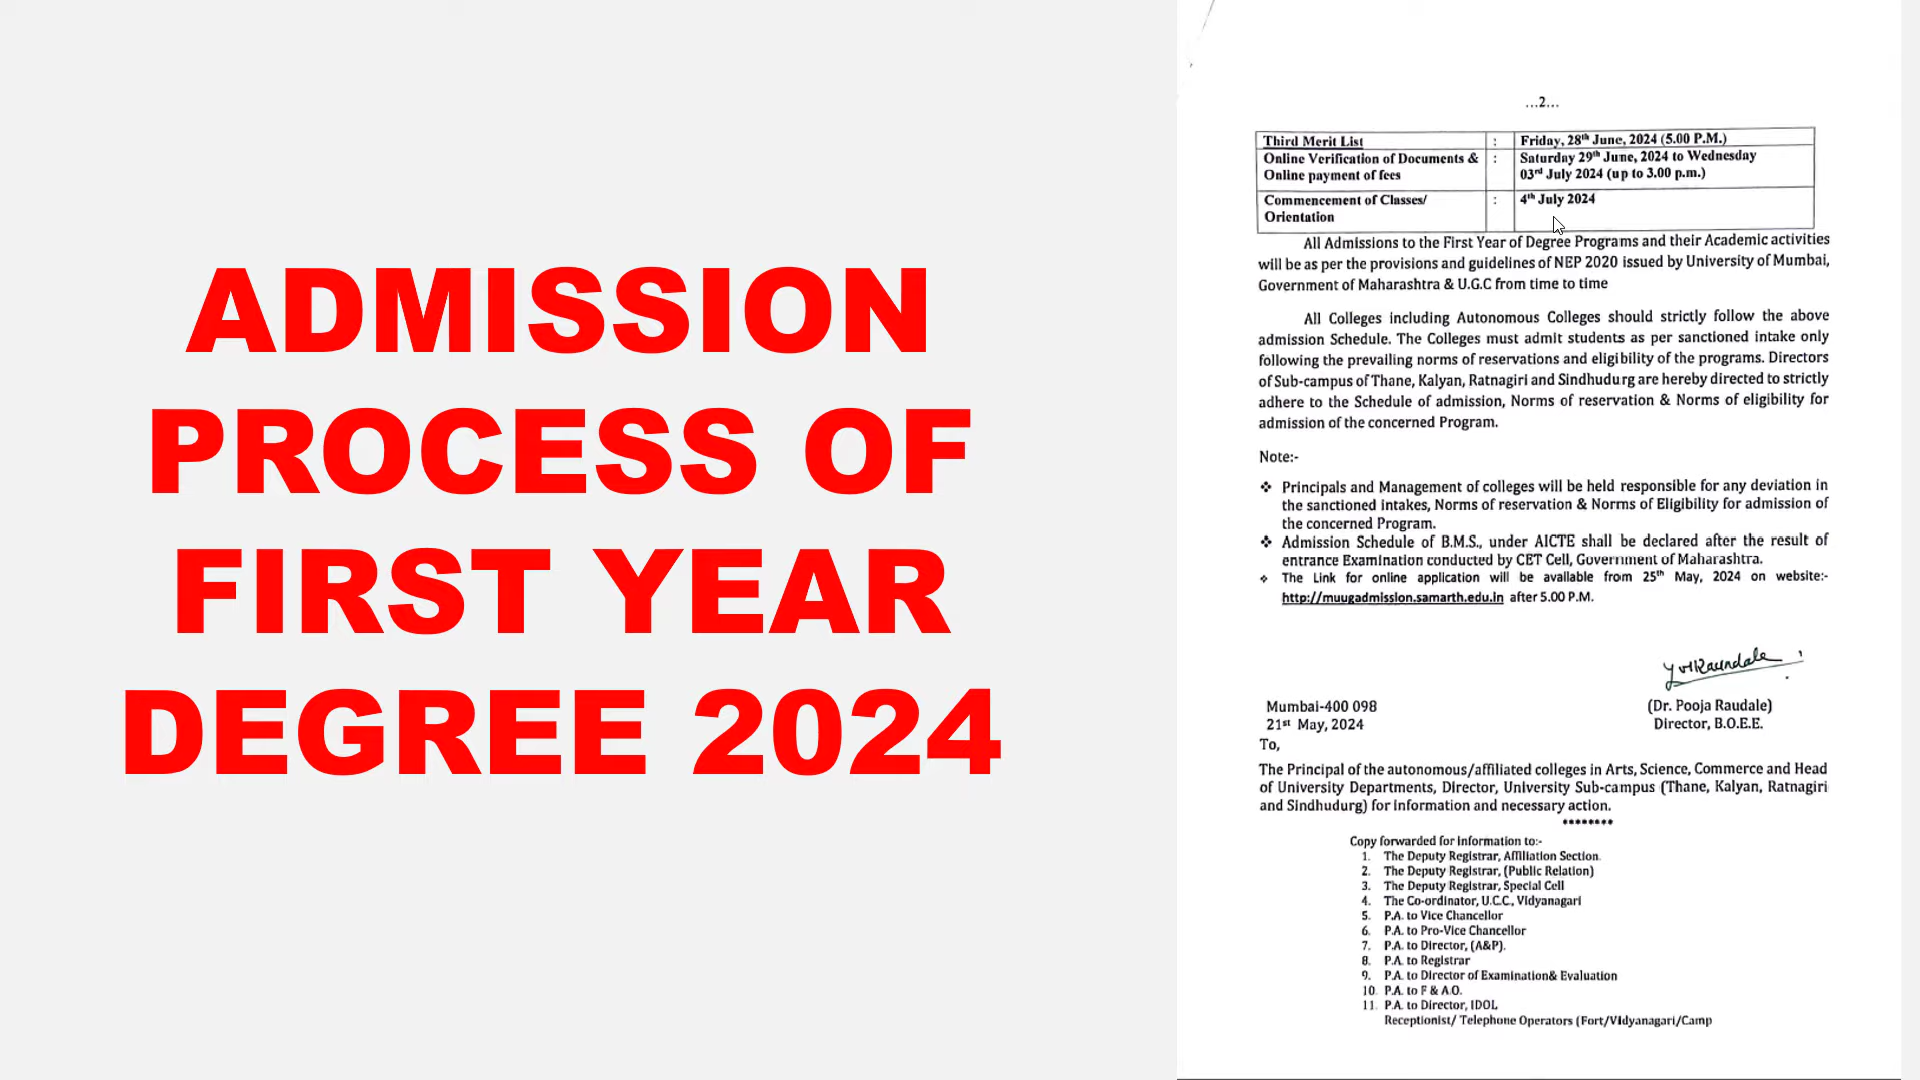 ADMISSION
PROCESS OF
FIRST YEAR
DEGREE 2024
...2...
Third Merit List : Friday, 28th June, 2024 (5.00 P.M.)
Online Verification of Documents & : Saturday 29th June, 2024 to Wednesday
Online payment of fees 03rd July 2024 (up to 3.00 p.m.)
Commencement of Classes/ : 4th July 2024
Orientation
All Admissions to the First Year of Degree Programs and their Academic activities
will be as per the provisions and guidelines of NEP 2020 issued by University of Mumbai,
Government of Maharashtra & U.G.C from time to time
All Colleges including Autonomous Colleges should strictly follow the above
admission Schedule. The Colleges must admit students as per sanctioned intake only
following the prevailing norms of reservations and eligibility of the programs. Directors
of Sub-campus of Thane, Kalyan, Ratnagiri and Sindhudurg are hereby directed to strictly
adhere to the Schedule of admission, Norms of reservation & Norms of eligibility for
admission of the concerned Program.
Note:-
❖ Principals and Management of colleges will be held responsible for any deviation in
the sanctioned intakes, Norms of reservation & Norms of Eligibility for admission of
the concerned Program.
❖ Admission Schedule of B.M.S., under AICTE shall be declared after the result of
entrance Examination conducted by CET Cell, Government of Maharashtra.
❖ The Link for online application will be available from 25th May, 2024 on website:-
http://muugadmission.samarth.edu.in after 5.00 P.M.
Mumbai-400 098 (Dr. Pooja Raudale)
21st May, 2024 Director, B.O.E.E.
To,
The Principal of the autonomous/affiliated colleges in Arts, Science, Commerce and Head
of University Departments, Director, University Sub-campus (Thane, Kalyan, Ratnagiri
and Sindhudurg) for information and necessary action.
********
Copy forwarded for information to:-
1. The Deputy Registrar, Affiliation Section.
2. The Deputy Registrar, (Public Relation)
3. The Deputy Registrar, Special Cell
4. The Co-ordinator, U.C.C., Vidyanagari
5. P.A. to Vice Chancellor
6. P.A. to Pro-Vice Chancellor
7. P.A. to Director, (A&P).
8. P.A. to Registrar
9. P.A. to Director of Examination& Evaluation
10. P.A. to F & A.O.
11. P.A. to Director, IDOL
Receptionist/ Telephone Operators (Fort/Vidyanagari/Camp